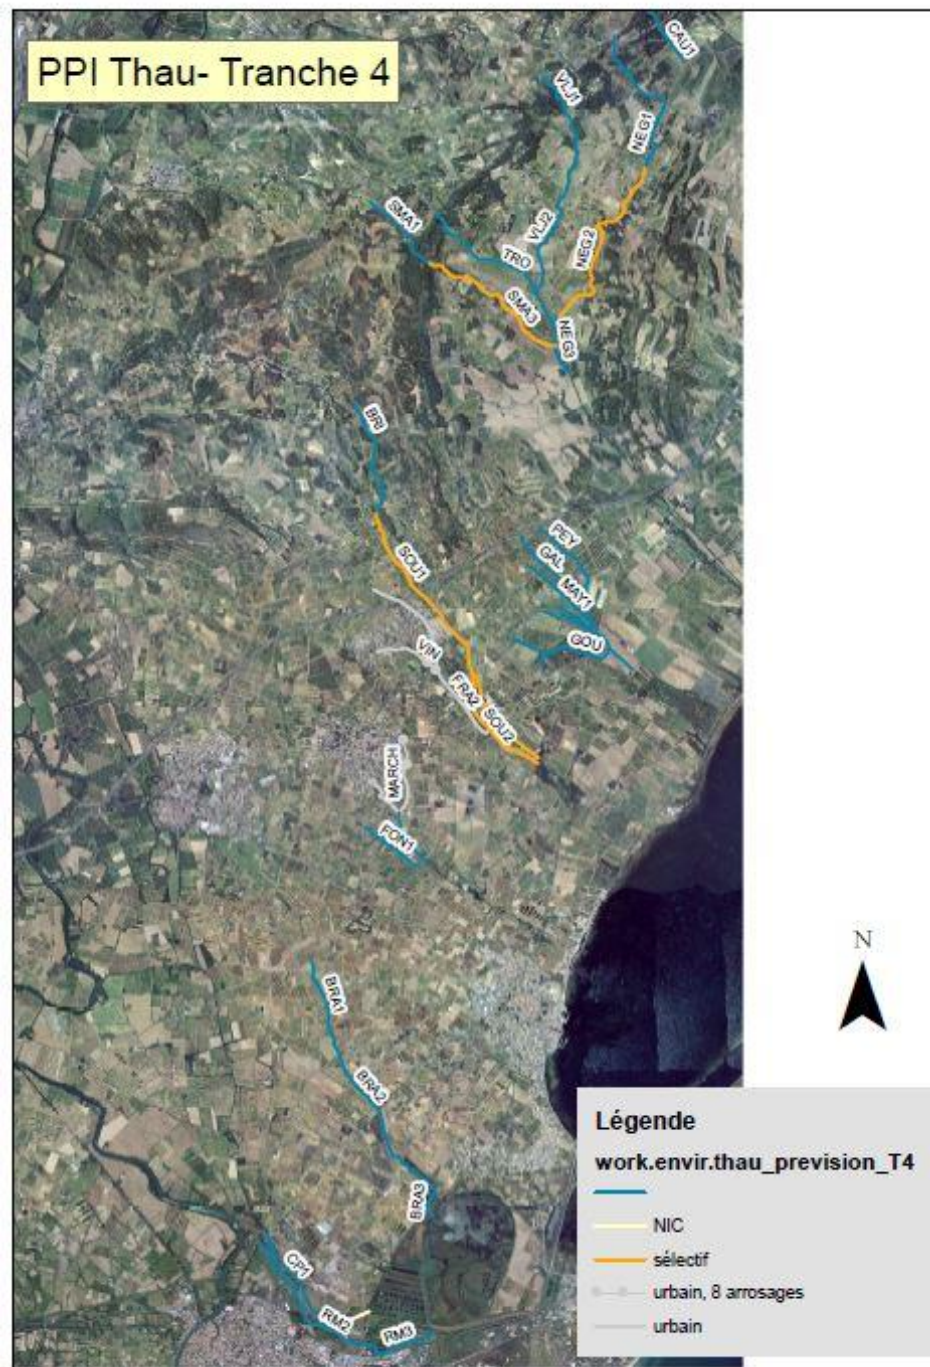 PPI Thau- Tranche 4
CAU1
VLJ1
NEG1
SMA1
VLJ2
NEG2
TRO
SMA3
NEG3
BRI
PEY
GAL
SOU1
MAY1
GOU
VIN
FRA2
SOU2
MARCH
FON1
N
BRA1
BRA2
BRA3
CP1
RM2
RM3
Légende
work.envir.thau_prevision_T4
NIC
sélectif
urbain, 8 arrosages
urbain